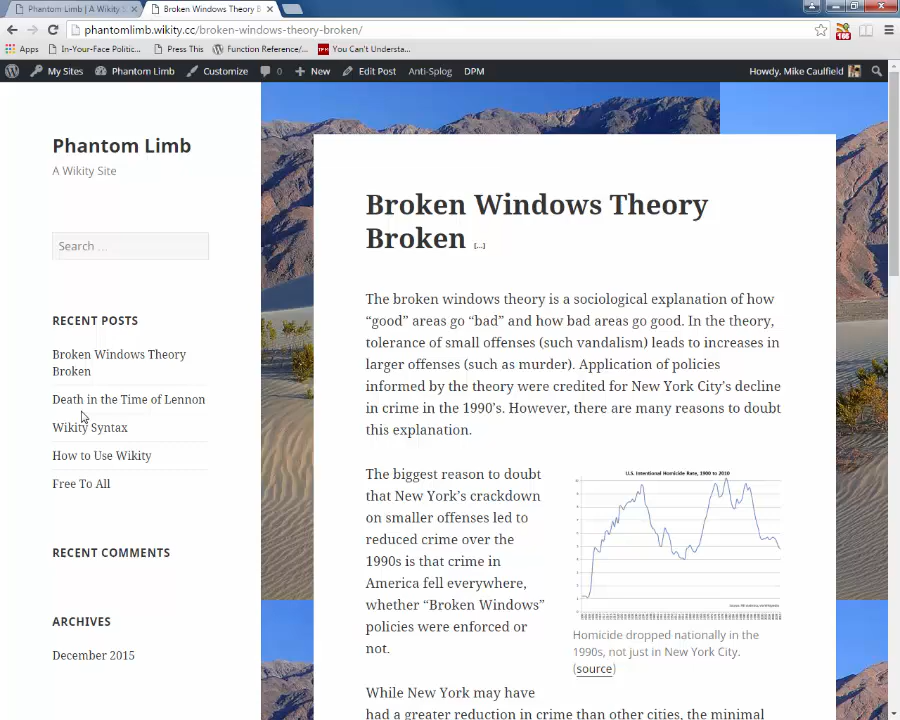 Phantom Limb | A Wikity S
Broken Windows Theory B
phantomlimb.wikity.cc/broken-windows-theory-broken/
166
Apps
In-Your-Face Politic...
Press This
Function Reference/...
TPM
You Can't Understa...
My Sites
Phantom Limb
Customize
0
New
Edit Post
Anti-Splog
DPM
Howdy, Mike Caulfield
Phantom Limb
A Wikity Site
Search ...
RECENT POSTS
Broken Windows Theory
Broken
Death in the Time of Lennon
Wikity Syntax
How to Use Wikity
Free To All
RECENT COMMENTS
ARCHIVES
December 2015
Broken Windows Theory
Broken [...]
The broken windows theory is a sociological explanation of how
“good” areas go “bad” and how bad areas go good. In the theory,
tolerance of small offenses (such vandalism) leads to increases in
larger offenses (such as murder). Application of policies
informed by the theory were credited for New York City’s decline
in crime in the 1990’s. However, there are many reasons to doubt
this explanation.
The biggest reason to doubt
that New York’s crackdown
on smaller offenses led to
reduced crime over the
1990s is that crime in
America fell everywhere,
whether “Broken Windows”
policies were enforced or
not.
U.S. Intentional Homicide Rate, 1900 to 2010
Homicide dropped nationally in the
1990s, not just in New York City.
(source)
While New York may have
had a greater reduction in crime than other cities, the minimal